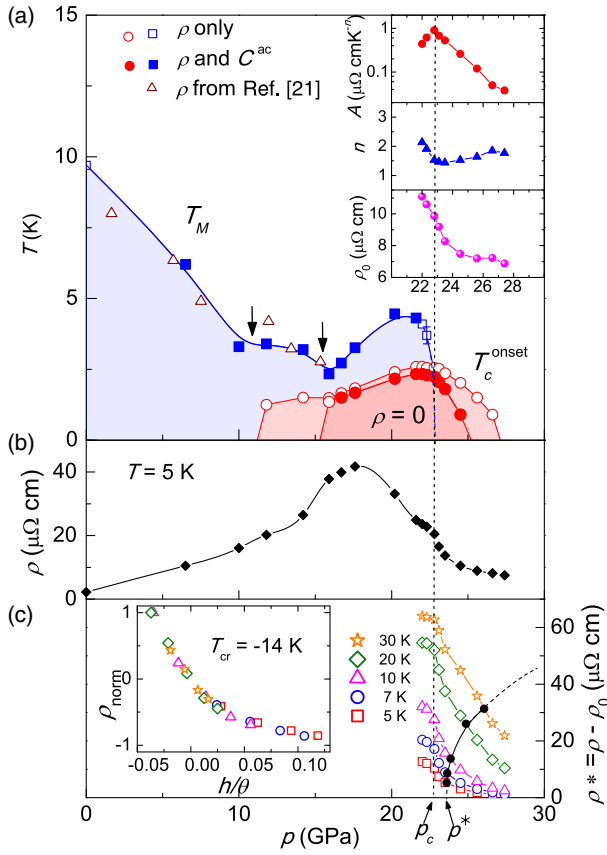 (a)
15
10
5
0
T (K)
ρ only
ρ and C^ac
ρ from Ref. [21]
T_M
T_c^onset
ρ = 0
A (μΩ cmK⁻ⁿ)
1
0.1
n
2
1
ρ₀ (μΩ cm)
10
8
6
22 24 26 28
(b)
T = 5 K
ρ (μΩ cm)
40
20
0
(c)
T_cr = -14 K
ρ_norm
1
0
-1
-0.05 0.00 0.05 0.10
h/θ
30 K
20 K
10 K
7 K
5 K
60
40
20
0
ρ* = ρ - ρ₀ (μΩ cm)
0 10 20 30
p (GPa)
p_c p*